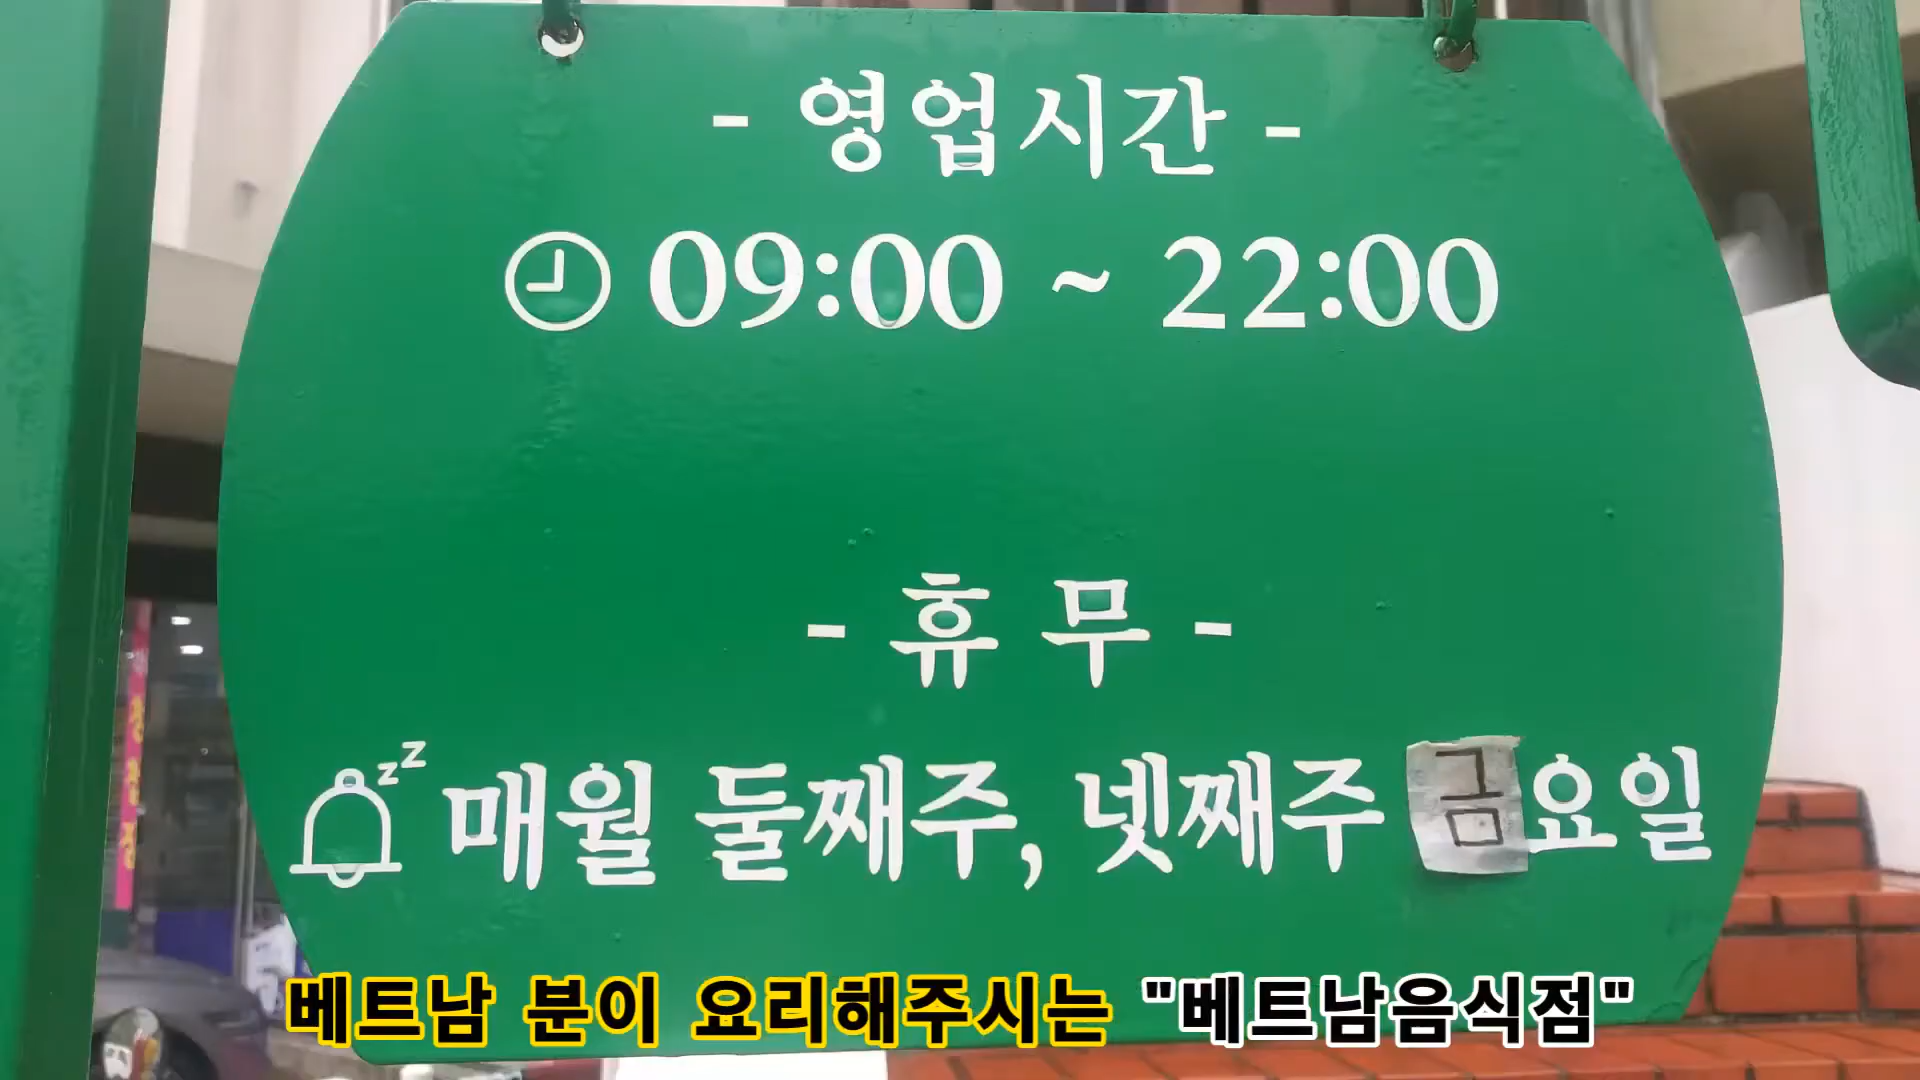 - 영업시간 -
09:00 ~ 22:00
- 휴 무 -
zz 매월 둘째주, 넷째주 금요일
베트남 분이 요리해주시는 "베트남음식점"